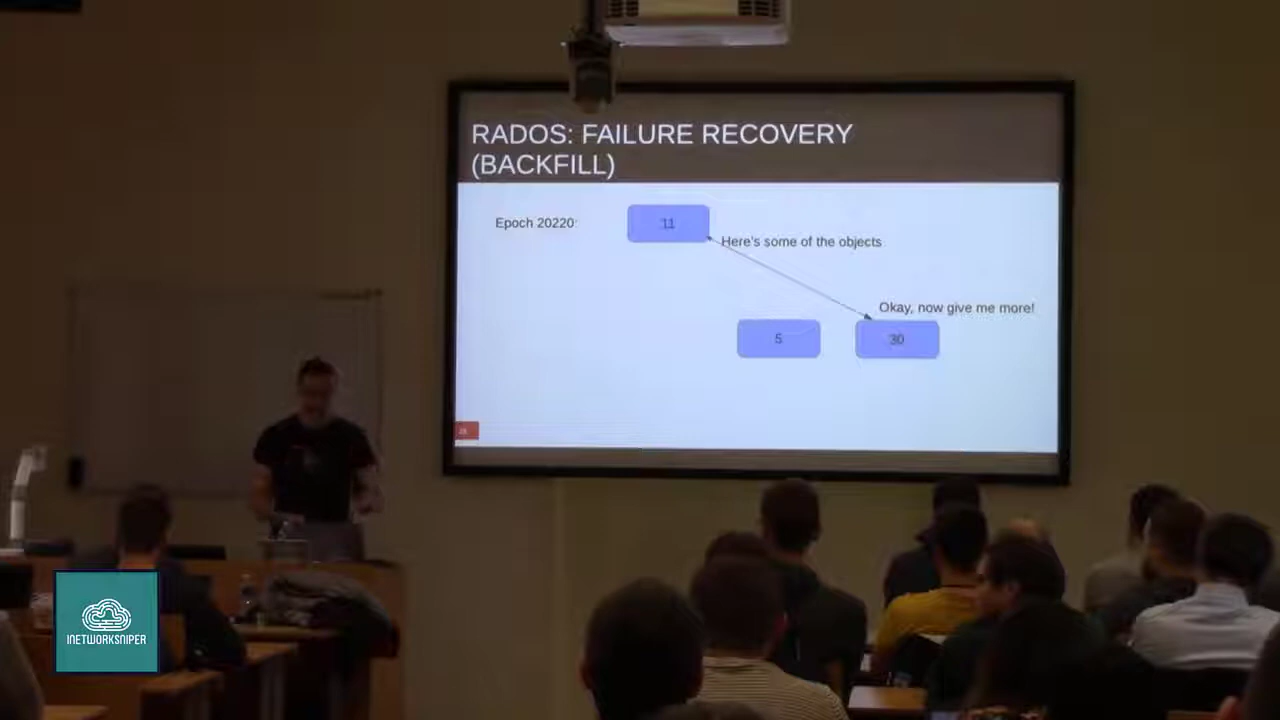 RADOS: FAILURE RECOVERY
(BACKFILL)
Epoch 20220:
11
Here's some of the objects
Okay, now give me more!
5
30
INETWORKSNIPER